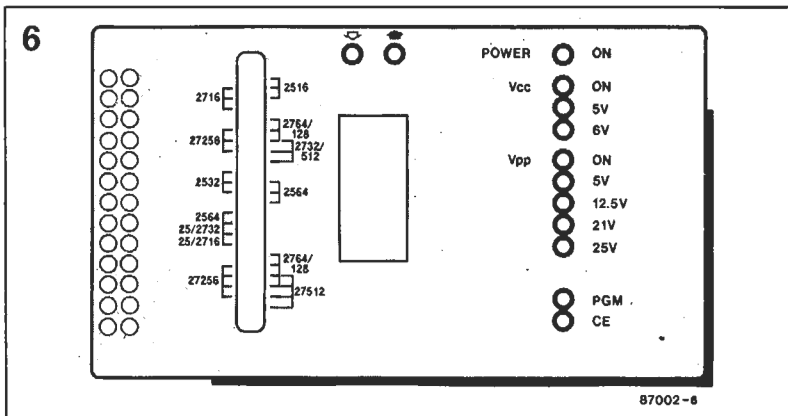 6
POWER ON
Vcc ON
5V
6V
Vpp ON
5V
12.5V
21V
25V
PGM
CE
2716
27256
2532
2564
25/2732
25/2716
27256
2516
2764/
128
2732/
512
2564
2764/
128
27512
87002-6